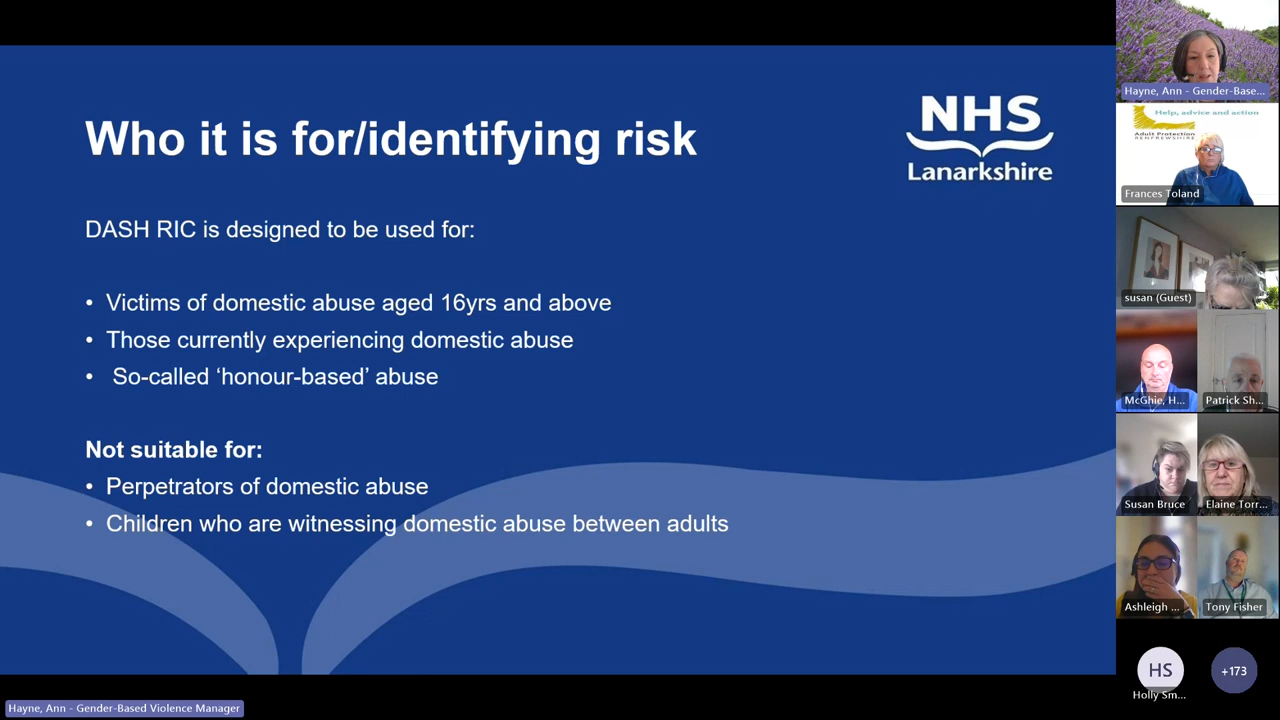 Who it is for/identifying risk
NHS
Lanarkshire
DASH RIC is designed to be used for:
• Victims of domestic abuse aged 16yrs and above
• Those currently experiencing domestic abuse
• So-called ‘honour-based’ abuse
Not suitable for:
• Perpetrators of domestic abuse
• Children who are witnessing domestic abuse between adults
Hayne, Ann - Gender-Based Violence Manager
Hayne, Ann - Gender-Base...
Help, advice and action
Adult Protection
RENFREWSHIRE
Frances Toland
susan (Guest)
McGhie, H...
Patrick Sh...
Susan Bruce
Elaine Torr...
Ashleigh ...
Tony Fisher
HS
Holly Sm...
+173